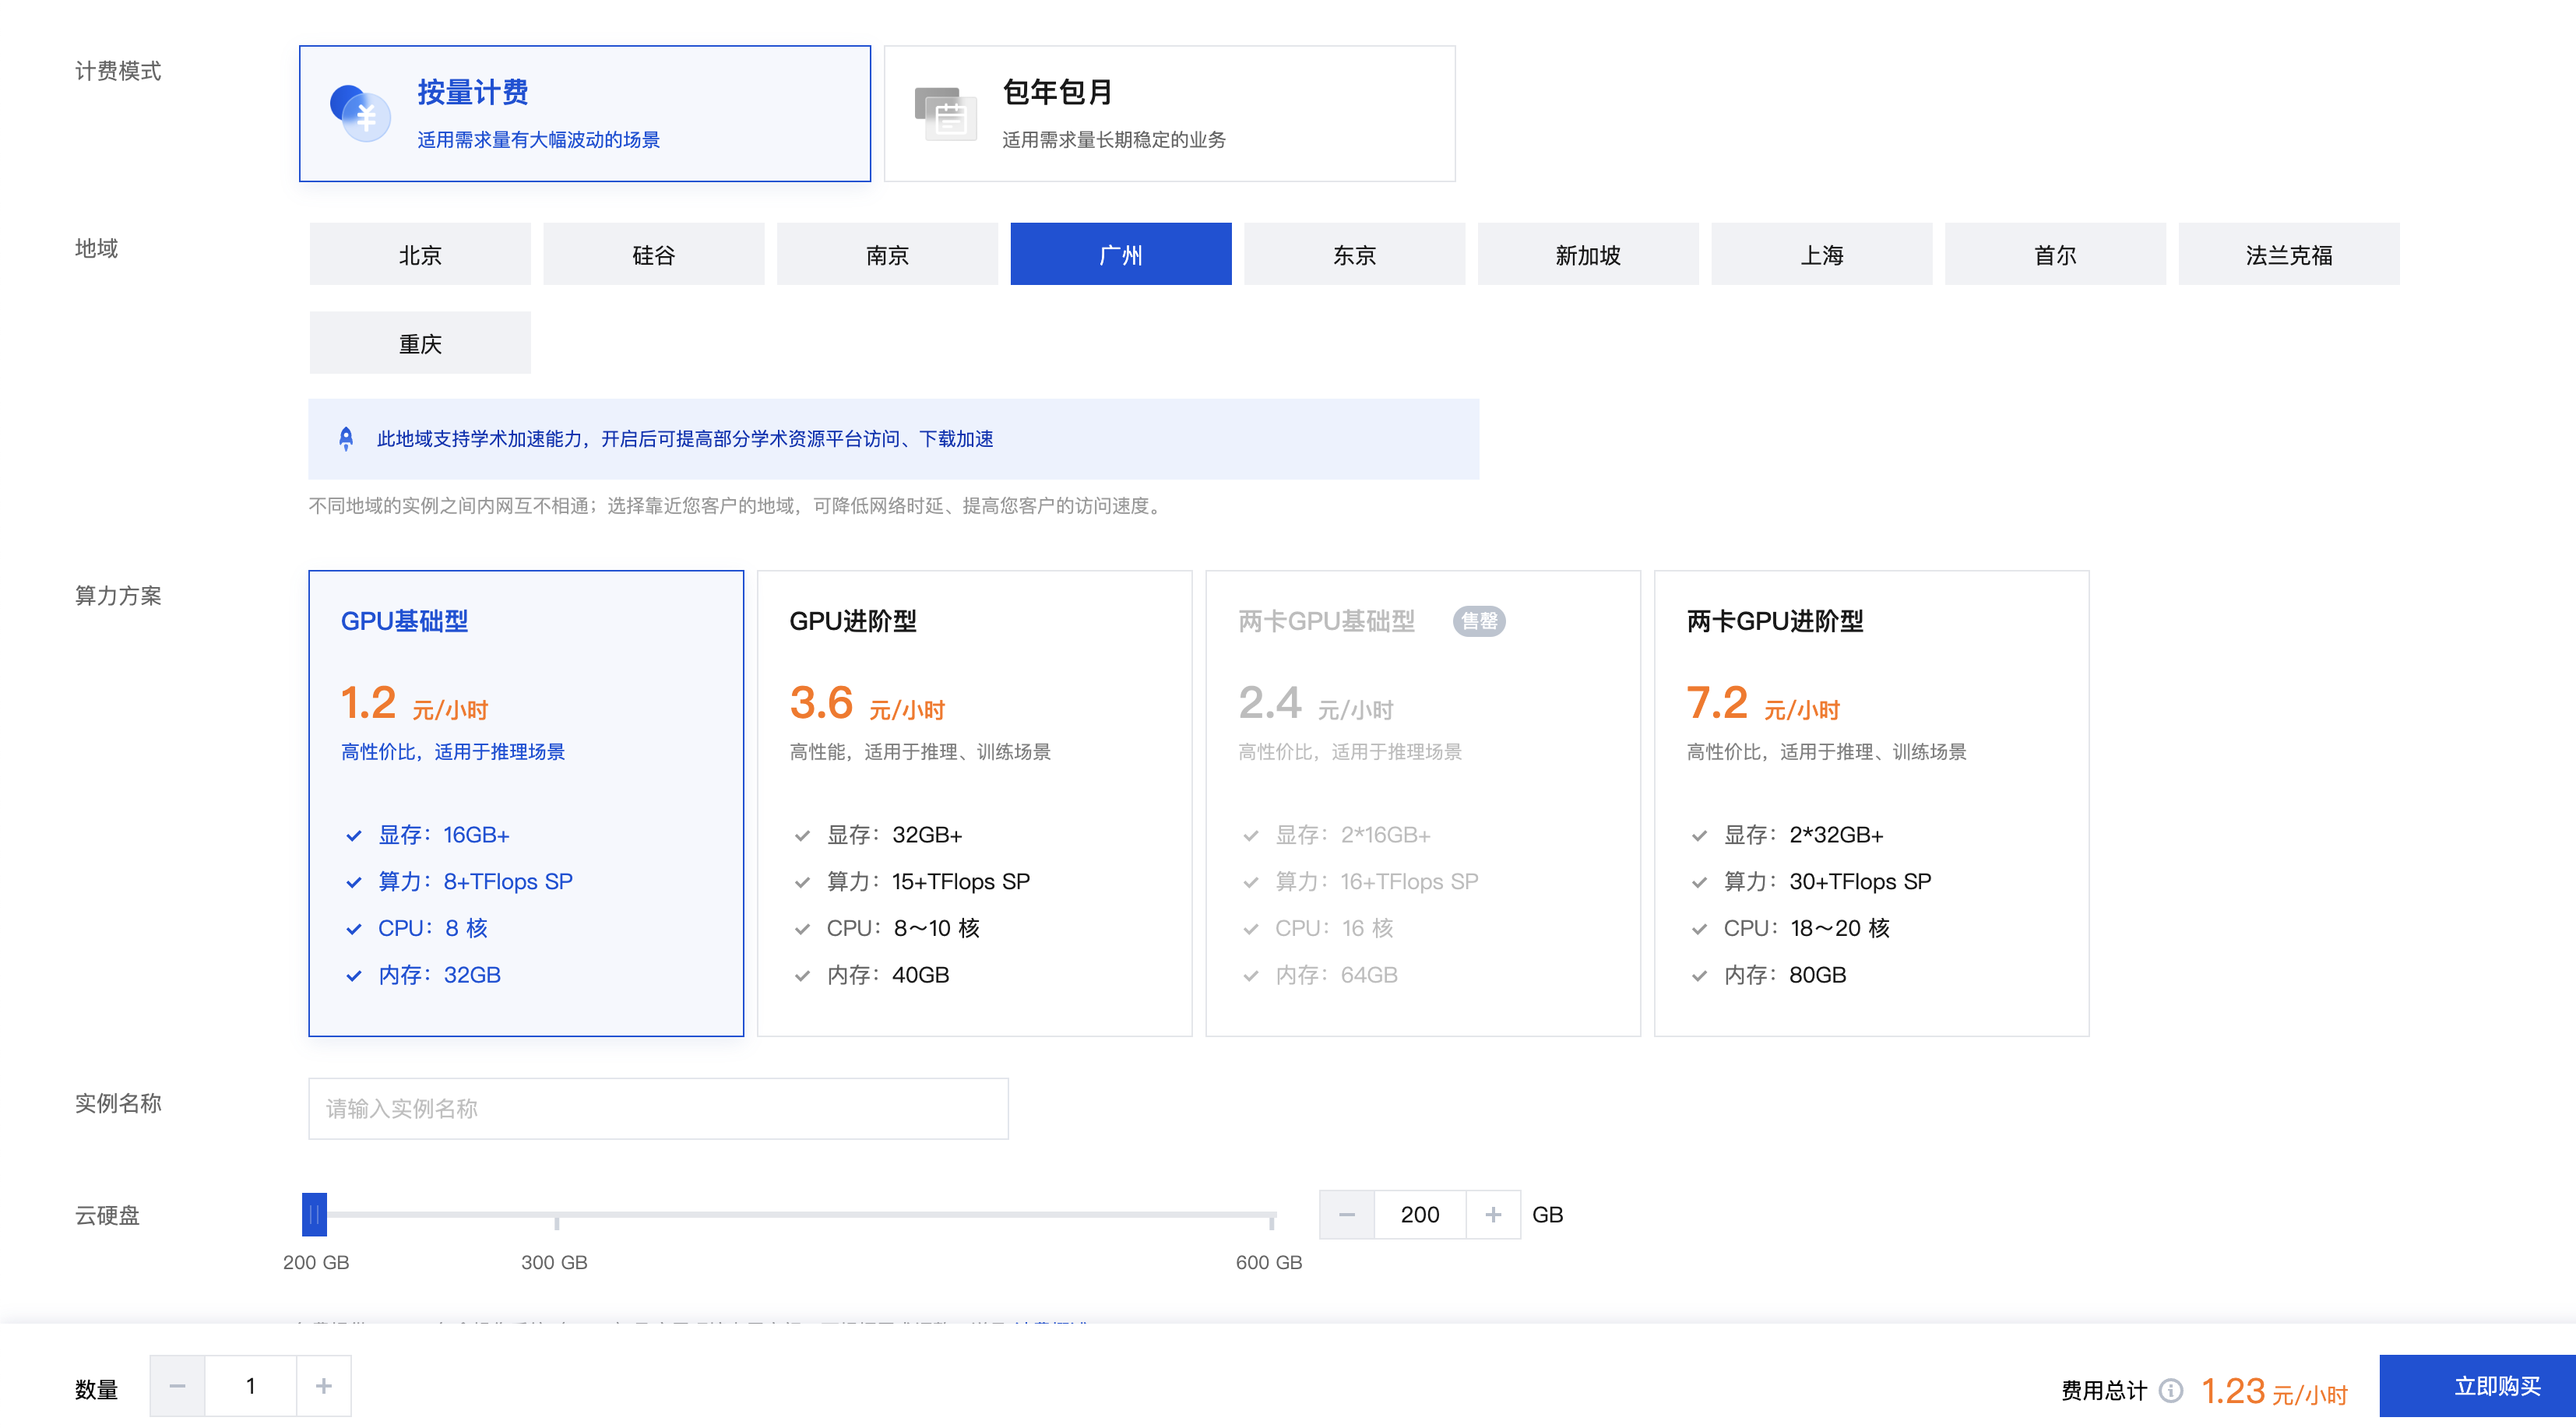 计费模式
按量计费
适用需求量有大幅波动的场景
包年包月
适用需求量长期稳定的业务
地域
北京 硅谷 南京 广州 东京 新加坡 上海 首尔 法兰克福
重庆
此地域支持学术加速能力，开启后可提高部分学术资源平台访问、下载加速
不同地域的实例之间内网互不相通；选择靠近您客户的地域，可降低网络时延、提高您客户的访问速度。
算力方案
GPU基础型
1.2 元/小时
高性价比，适用于推理场景
显存：16GB+
算力：8+TFlops SP
CPU：8 核
内存：32GB
GPU进阶型
3.6 元/小时
高性能，适用于推理、训练场景
显存：32GB+
算力：15+TFlops SP
CPU：8～10 核
内存：40GB
两卡GPU基础型 售罄
2.4 元/小时
高性价比，适用于推理场景
显存：2*16GB+
算力：16+TFlops SP
CPU：16 核
内存：64GB
两卡GPU进阶型
7.2 元/小时
高性价比，适用于推理、训练场景
显存：2*32GB+
算力：30+TFlops SP
CPU：18～20 核
内存：80GB
实例名称
请输入实例名称
云硬盘
200 GB
200 GB 300 GB 600 GB
数量
1
费用总计 1.23 元/小时
立即购买